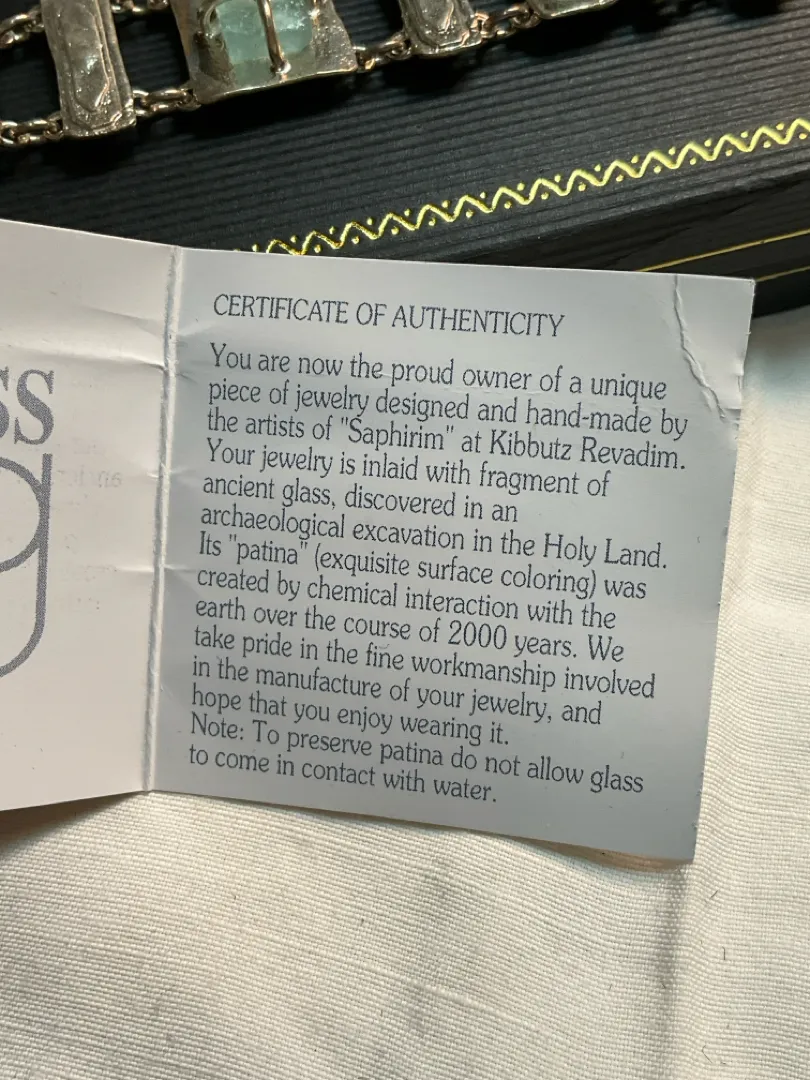 SS
CERTIFICATE OF AUTHENTICITY
You are now the proud owner of a unique
piece of jewelry designed and hand-made by
the artists of "Saphirim" at Kibbutz Revadim.
Your jewelry is inlaid with fragment of
ancient glass, discovered in an
archaeological excavation in the Holy Land.
Its "patina" (exquisite surface coloring) was
created by chemical interaction with the
earth over the course of 2000 years. We
take pride in the fine workmanship involved
in the manufacture of your jewelry, and
hope that you enjoy wearing it.
Note: To preserve patina do not allow glass
to come in contact with water.